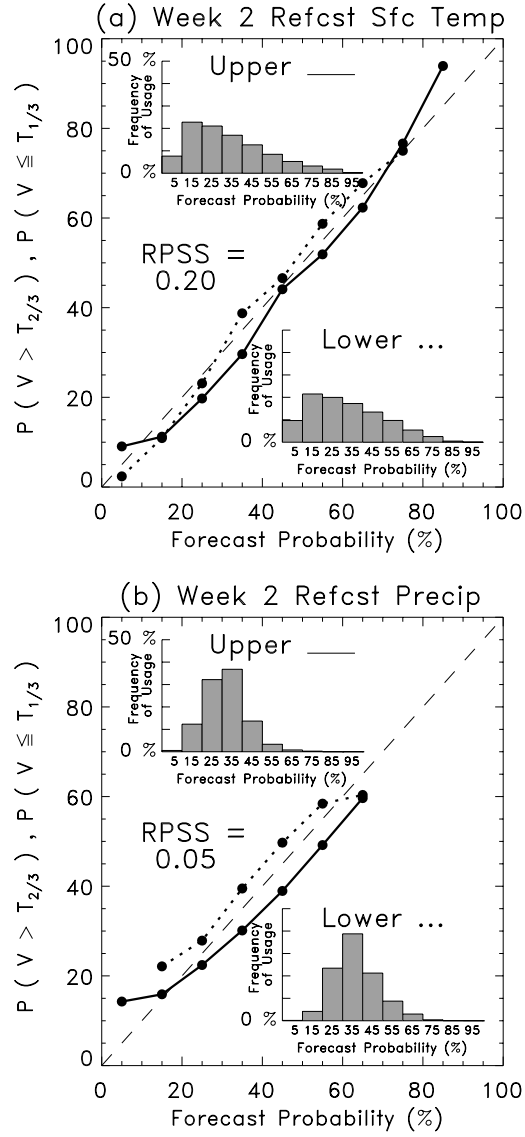 (a) Week 2 Refcst Sfc Temp
100
80
60
40
20
0
P ( V > T2/3) , P ( V ≤ T1/3)
50 %
0 %
Frequency
of Usage
Upper ___
5 15 25 35 45 55 65 75 85 95
Forecast Probability (%)
RPSS =
0.20
Lower ...
Frequency
of Usage
0 %
5 15 25 35 45 55 65 75 85 95
Forecast Probability (%)
0 20 40 60 80 100
Forecast Probability (%)
(b) Week 2 Refcst Precip
100
80
60
40
20
0
P ( V > T2/3) , P ( V ≤ T1/3)
50 %
0 %
Frequency
of Usage
Upper ___
5 15 25 35 45 55 65 75 85 95
Forecast Probability (%)
RPSS =
0.05
Lower ...
Frequency
of Usage
0 %
5 15 25 35 45 55 65 75 85 95
Forecast Probability (%)
0 20 40 60 80 100
Forecast Probability (%)